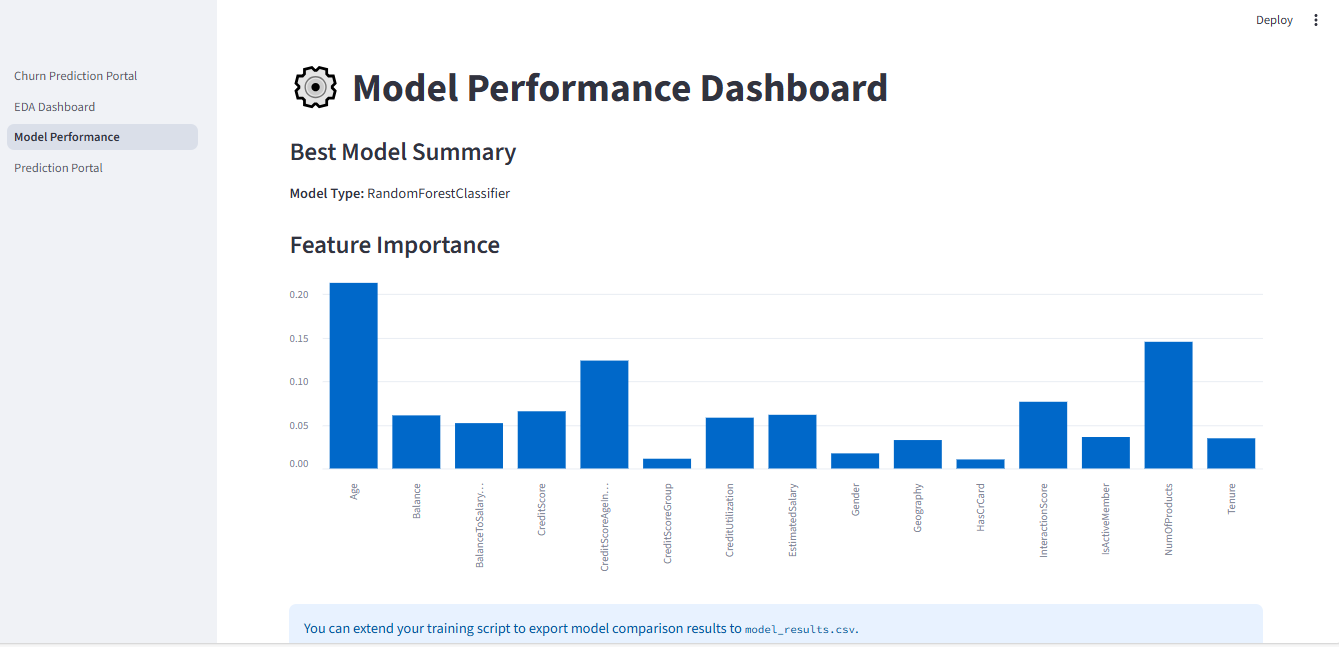 Deploy
Churn Prediction Portal
EDA Dashboard
Model Performance
Prediction Portal
Model Performance Dashboard
Best Model Summary
Model Type: RandomForestClassifier
Feature Importance
0.20
0.15
0.10
0.05
0.00
Age
Balance
BalanceToSalary…
CreditScore
CreditScoreAgeIn…
CreditScoreGroup
CreditUtilization
EstimatedSalary
Gender
Geography
HasCrCard
InteractionScore
IsActiveMember
NumOfProducts
Tenure
You can extend your training script to export model comparison results to model_results.csv.